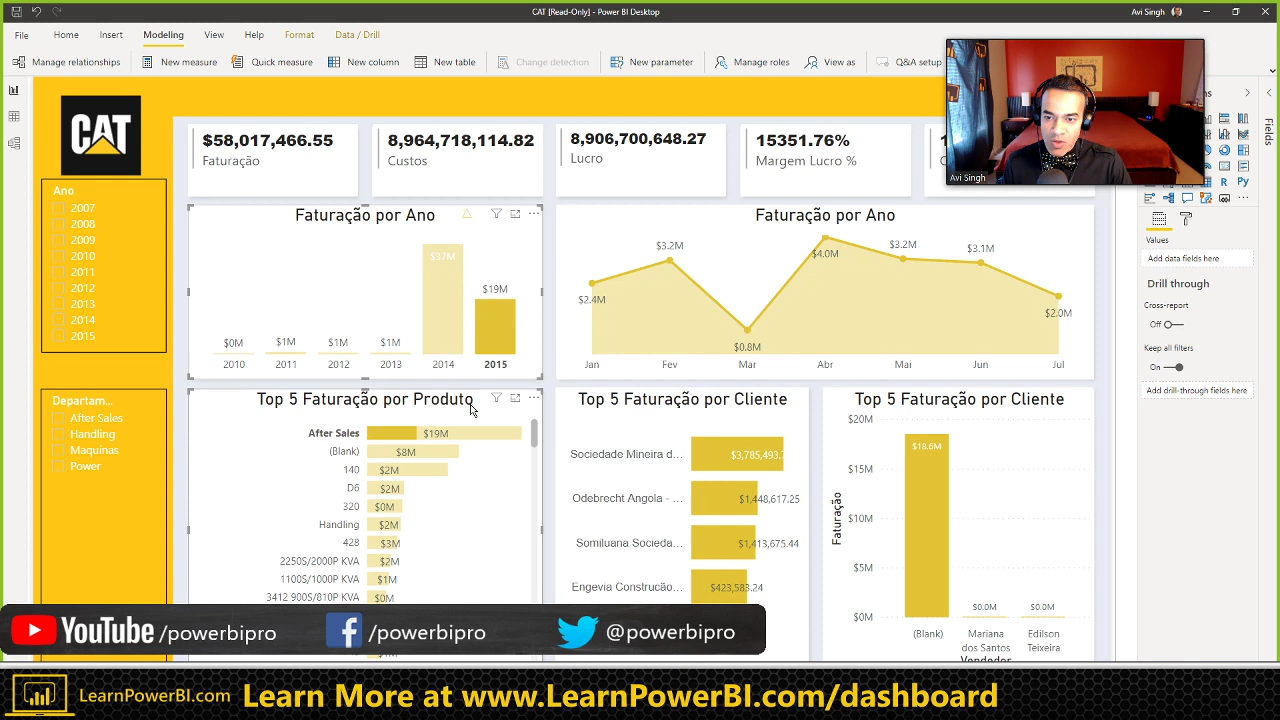 CAT [Read-Only] - Power BI Desktop
Avi Singh
File Home Insert Modeling View Help Format Data / Drill
Manage relationships New measure Quick measure New column New table Change detection New parameter Manage roles View as Q&A setup
CAT
$58,017,466.55
Faturação
8,964,718,114.82
Custos
8,906,700,648.27
Lucro
15351.76%
Margem Lucro %
Avi Singh
Fields
R Py
Values
Add data fields here
Drill through
Cross-report
Off
Keep all filters
On
Add drill-through fields here
Ano
2007
2008
2009
2010
2011
2012
2013
2014
2015
Faturação por Ano
$37M
$19M
$0M $1M $1M $1M
2010 2011 2012 2013 2014 2015
Faturação por Ano
$2.4M $3.2M $0.8M $4.0M $3.2M $3.1M $2.0M
Jan Fev Mar Abr Mai Jun Jul
Departam...
After Sales
Handling
Maquinas
Power
Top 5 Faturação por Produto
After Sales $19M
(Blank) $8M
140 $2M
D6 $2M
320 $0M
Handling $2M
428 $3M
2250S/2000P KVA $2M
1100S/1000P KVA $1M
3412 900S/810P KVA $0M
Top 5 Faturação por Cliente
Sociedade Mineira d... $3,785,493.7
Odebrecht Angola - ... $1,448,617.25
Somiluana Socieda... $1,413,675.44
Engevia Construcão... $423,583.24
Top 5 Faturação por Cliente
Faturação
$20M
$15M
$10M
$5M
$0M
$18.6M
$0.0M $0.0M
(Blank) Mariana dos Santos Edilson Teixeira
Vendedor
YouTube /powerbipro /powerbipro @powerbipro
LearnPowerBI.com Learn More at www.LearnPowerBI.com/dashboard